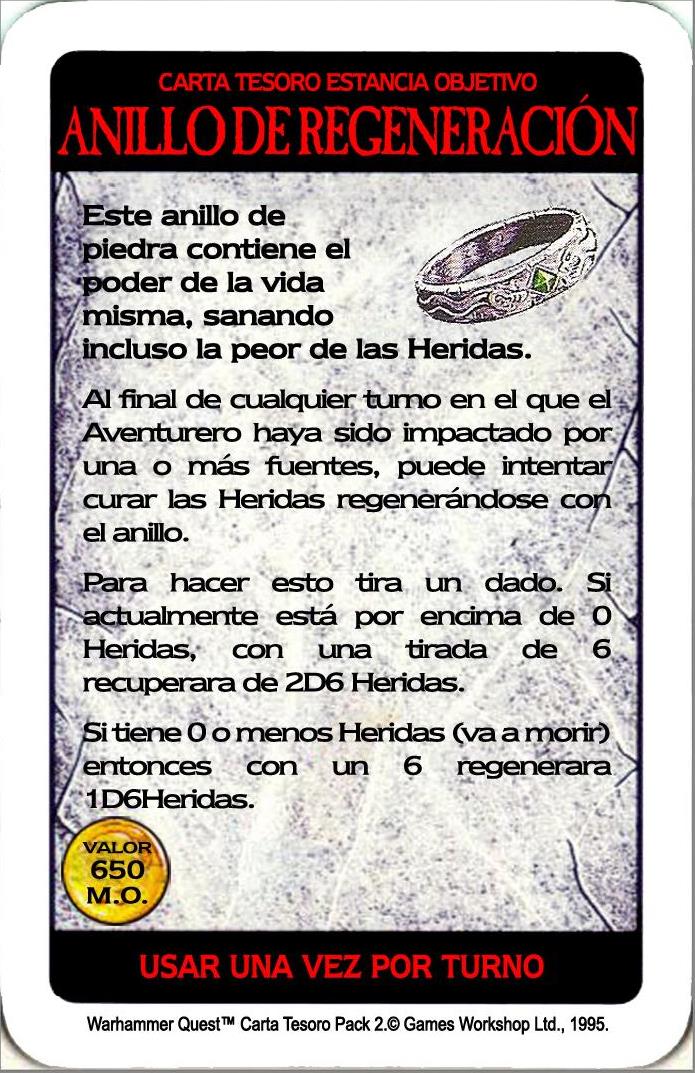 CARTA TESORO ESTANCIA OBJETIVO
ANILLO DE REGENERACIÓN
Este anillo de
piedra contiene el
poder de la vida
misma, sanando
incluso la peor de las Heridas.
Al final de cualquier turno en el que el
Aventurero haya sido impactado por
una o más fuentes, puede intentar
curar las Heridas regenerándose con
el anillo.
Para hacer esto tira un dado. Si
actualmente está por encima de 0
Heridas, con una tirada de 6
recuperara de 2D6 Heridas.
Si tiene 0 o menos Heridas (va a morir)
entonces con un 6 regenerara
1D6Heridas.
VALOR
650
M.O.
USAR UNA VEZ POR TURNO
Warhammer Quest™ Carta Tesoro Pack 2.© Games Workshop Ltd., 1995.